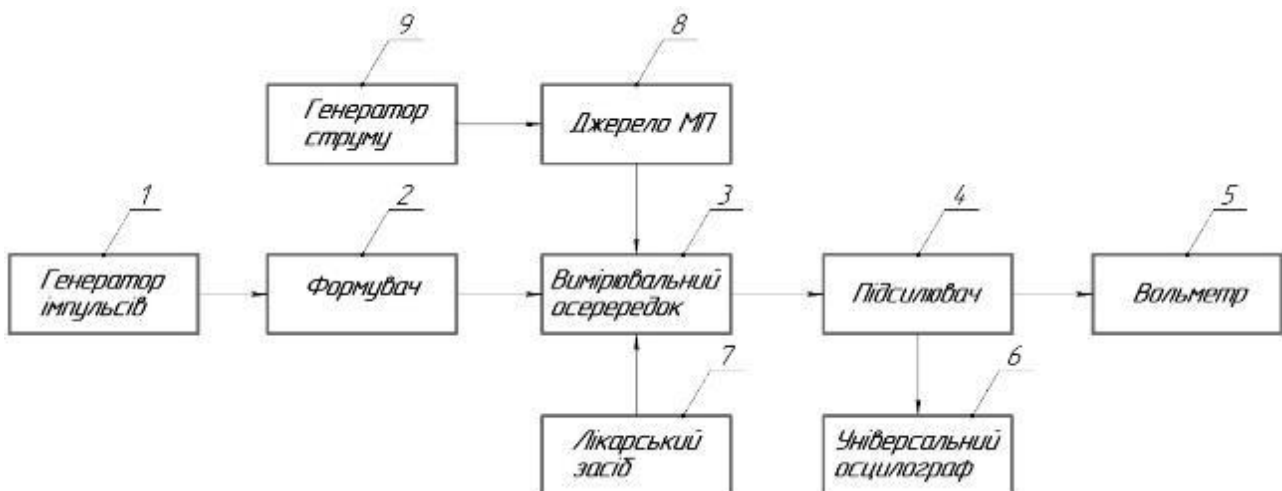 9
8
Генератор
струму
Джерело МП
1
2
3
4
5
Генератор
імпульсів
Формувач
Вимірювальний
осерередок
Підсилювач
Вольметр
7
6
Лікарський
засіб
Універсальний
осцилограф